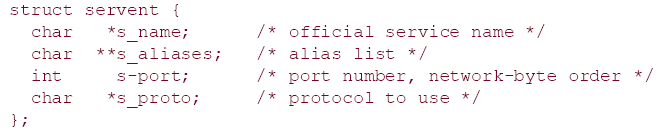 struct servent {
  char   *s_name;      /* official service name */
  char  **s_aliases;   /* alias list */
  int     s-port;      /* port number, network-byte order */
  char   *s_proto;     /* protocol to use */
};